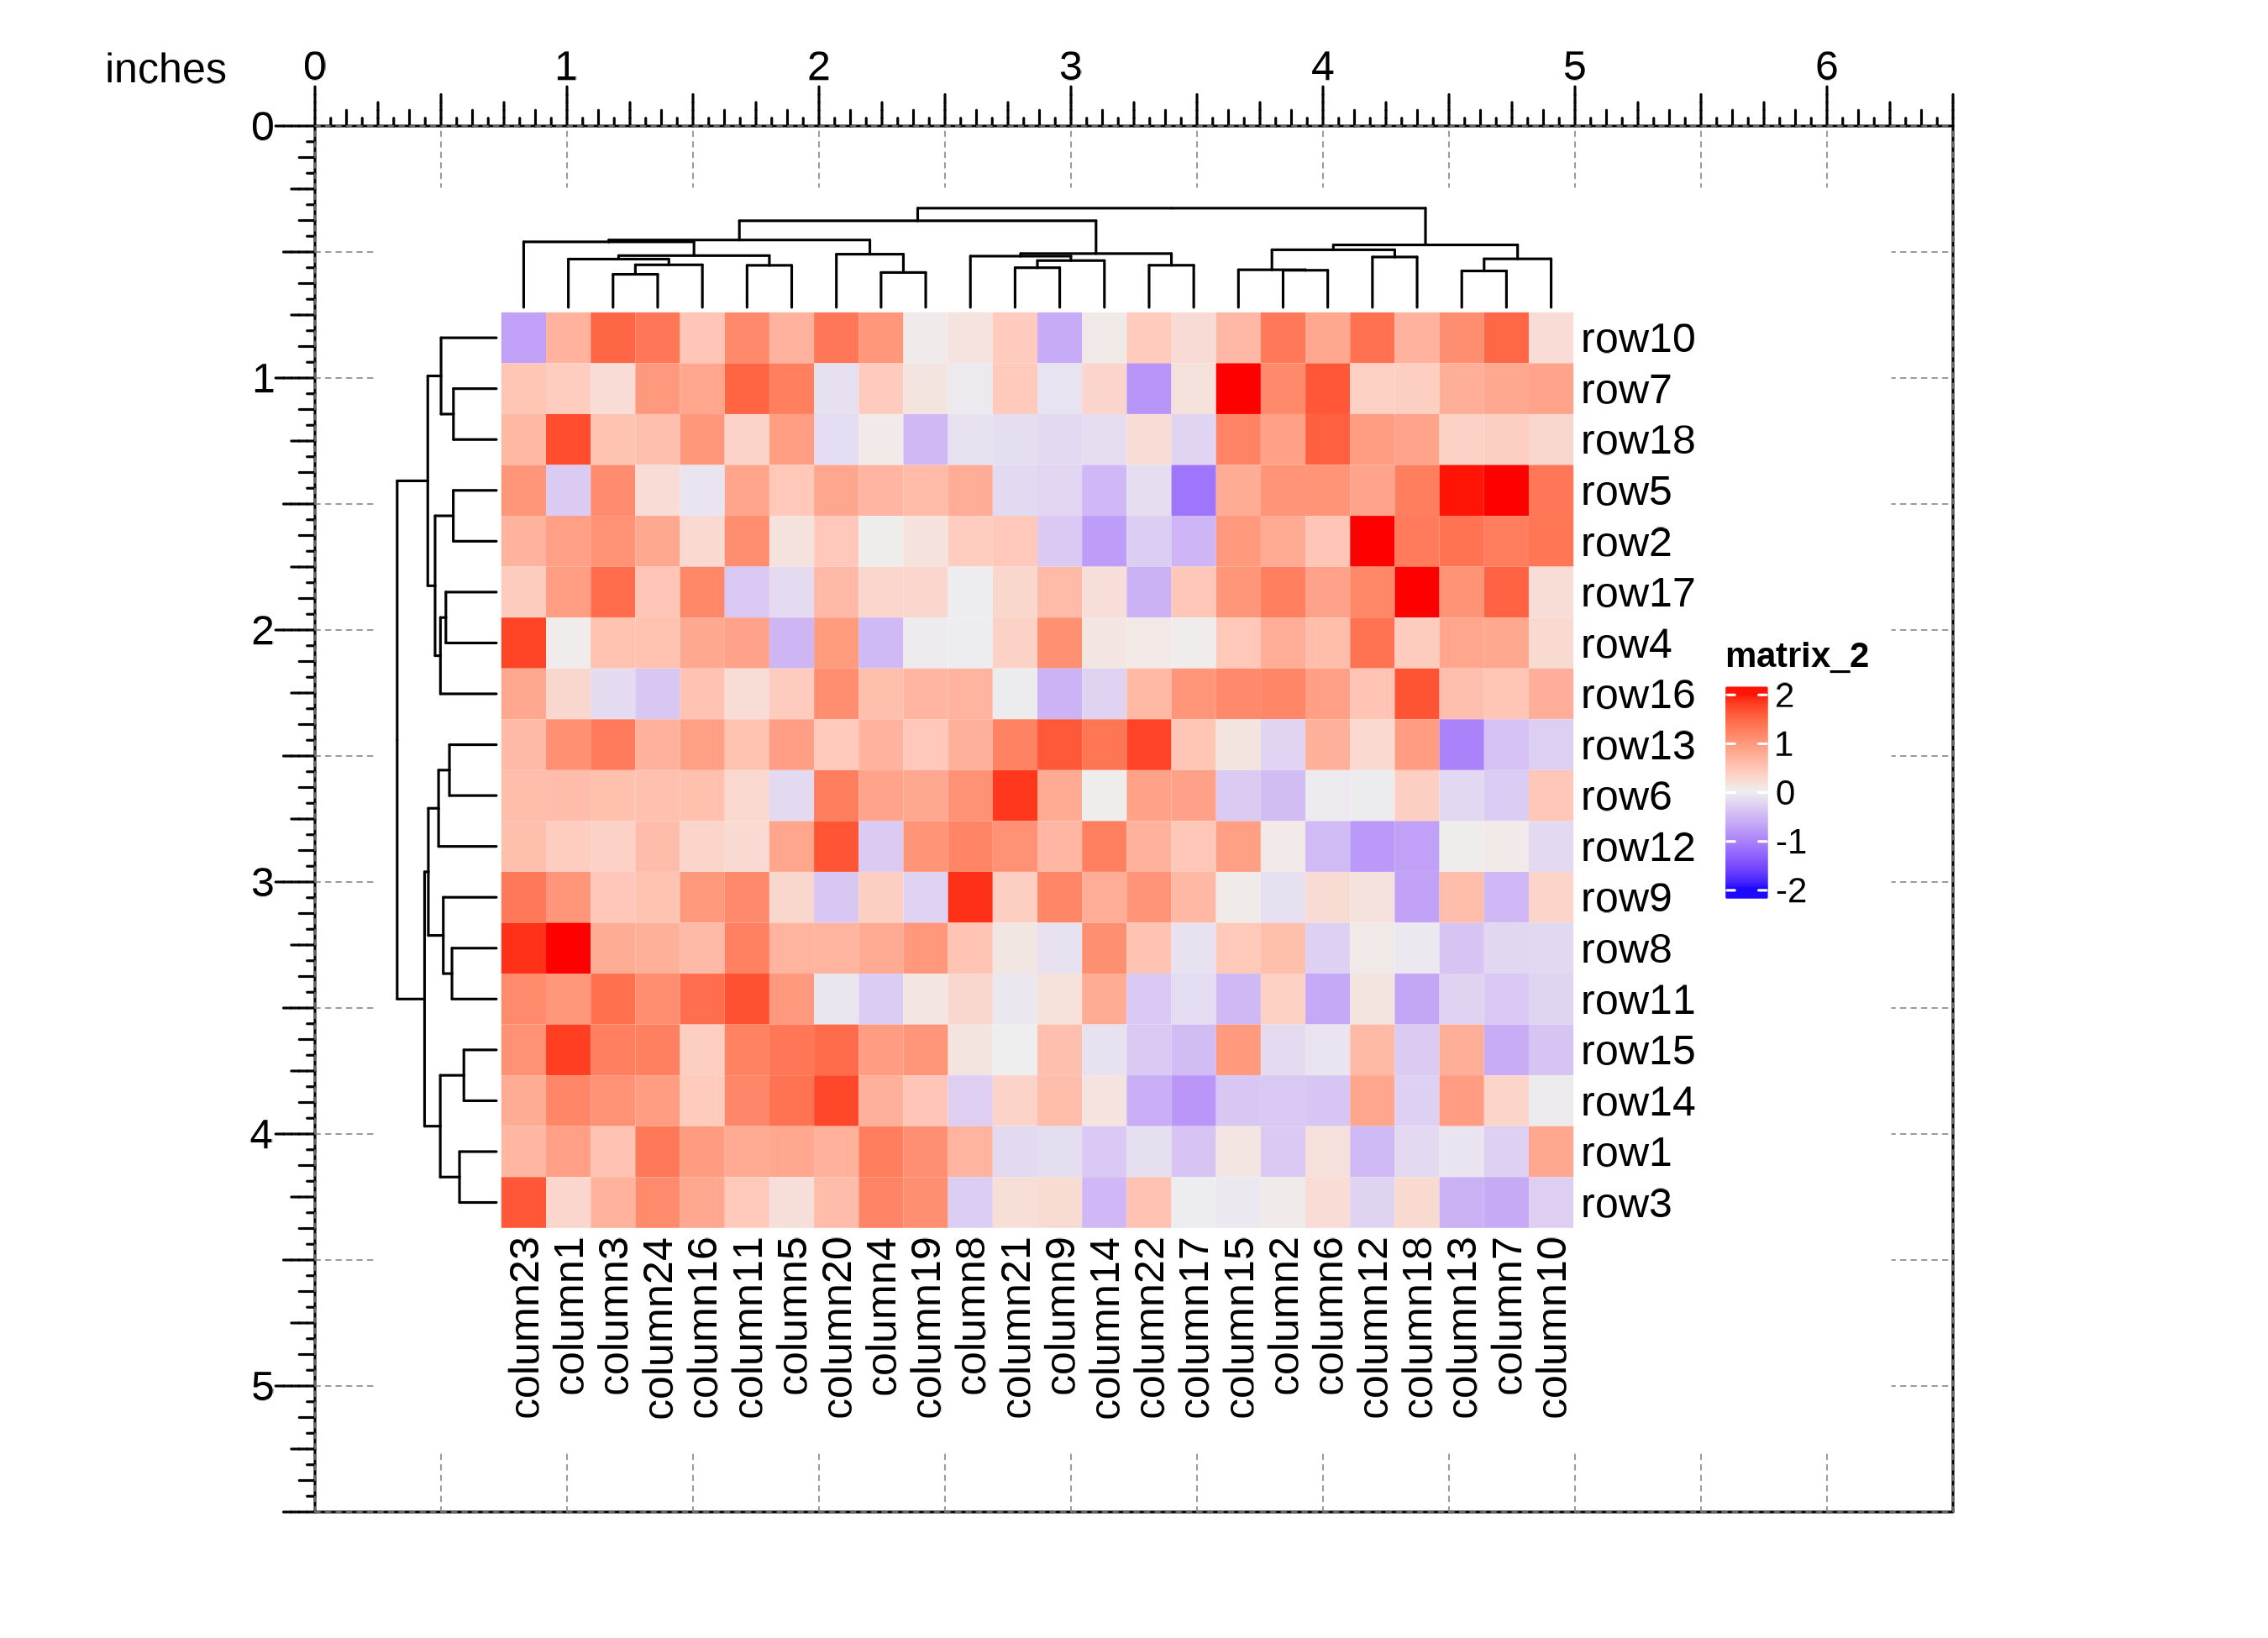 inches 0 1 2 3 4 5 6
0
1
2
3
4
5
row10
row7
row18
row5
row2
row17
row4
row16
row13
row6
row12
row9
row8
row11
row15
row14
row1
row3
matrix_2
2
1
0
-1
-2
column23
column1
column3
column24
column16
column11
column5
column20
column4
column19
column8
column21
column9
column14
column22
column17
column15
column2
column6
column12
column18
column13
column7
column10